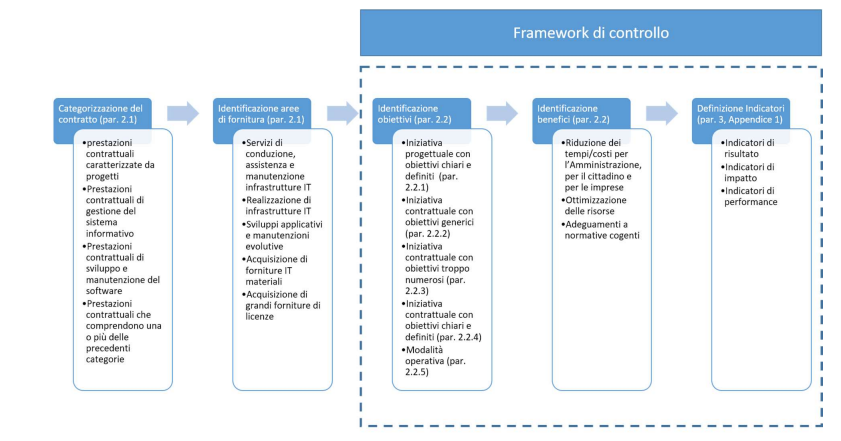 Framework di controllo
Categorizzazione del
contratto (par. 2.1)
•prestazioni
contrattuali
caratterizzate da
progetti
•Prestazioni
contrattuali di
gestione del
sistema
informativo
•Prestazioni
contrattuali di
sviluppo e
manutenzione del
software
•Prestazioni
contrattuali che
comprendono una
o più delle
precedenti
categorie
Identificazione aree
di fornitura (par. 2.1)
•Servizi di
conduzione,
assistenza e
manutenzione
infrastrutture IT
•Realizzazione di
infrastrutture IT
•Sviluppi applicativi
e manutenzioni
evolutive
•Acquisizione di
forniture IT
materiali
•Acquisizione di
grandi forniture di
licenze
Identificazione
obiettivi (par. 2.2)
•Iniziativa
progettuale con
obiettivi chiari e
definiti (par.
2.2.1)
•Iniziativa
contrattuale con
obiettivi generici
(par. 2.2.2)
•Iniziativa
contrattuale con
obiettivi troppo
numerosi (par.
2.2.3)
•Iniziativa
contrattuale con
obiettivi chiari e
definiti (par. 2.2.4)
•Modalità
operativa (par.
2.2.5)
Identificazione
benefici (par. 2.2)
•Riduzione dei
tempi/costi per
l'Amministrazione,
per il cittadino e
per le imprese
•Ottimizzazione
delle risorse
•Adeguamenti a
normative cogenti
Definizione Indicatori
(par. 3, Appendice 1)
•Indicatori di
risultato
•Indicatori di
impatto
•Indicatori di
performance